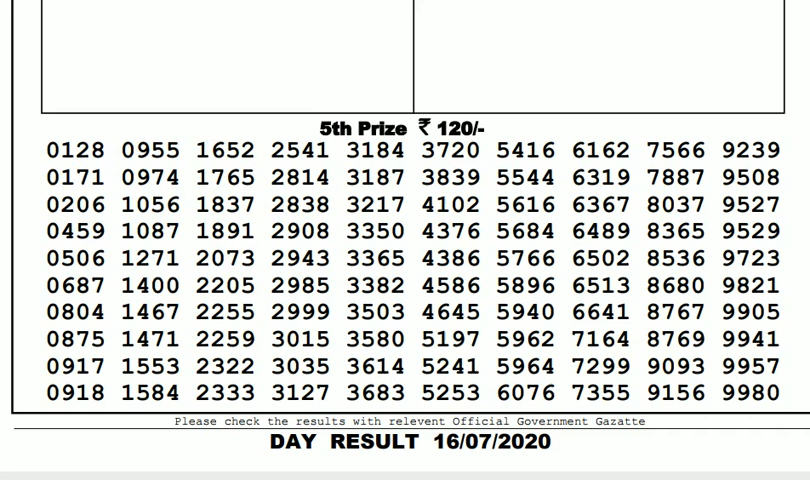 5th Prize ₹ 120/-
0128 0955 1652 2541 3184 3720 5416 6162 7566 9239
0171 0974 1765 2814 3187 3839 5544 6319 7887 9508
0206 1056 1837 2838 3217 4102 5616 6367 8037 9527
0459 1087 1891 2908 3350 4376 5684 6489 8365 9529
0506 1271 2073 2943 3365 4386 5766 6502 8536 9723
0687 1400 2205 2985 3382 4586 5896 6513 8680 9821
0804 1467 2255 2999 3503 4645 5940 6641 8767 9905
0875 1471 2259 3015 3580 5197 5962 7164 8769 9941
0917 1553 2322 3035 3614 5241 5964 7299 9093 9957
0918 1584 2333 3127 3683 5253 6076 7355 9156 9980
Please check the results with relevent Official Government Gazatte
DAY RESULT 16/07/2020